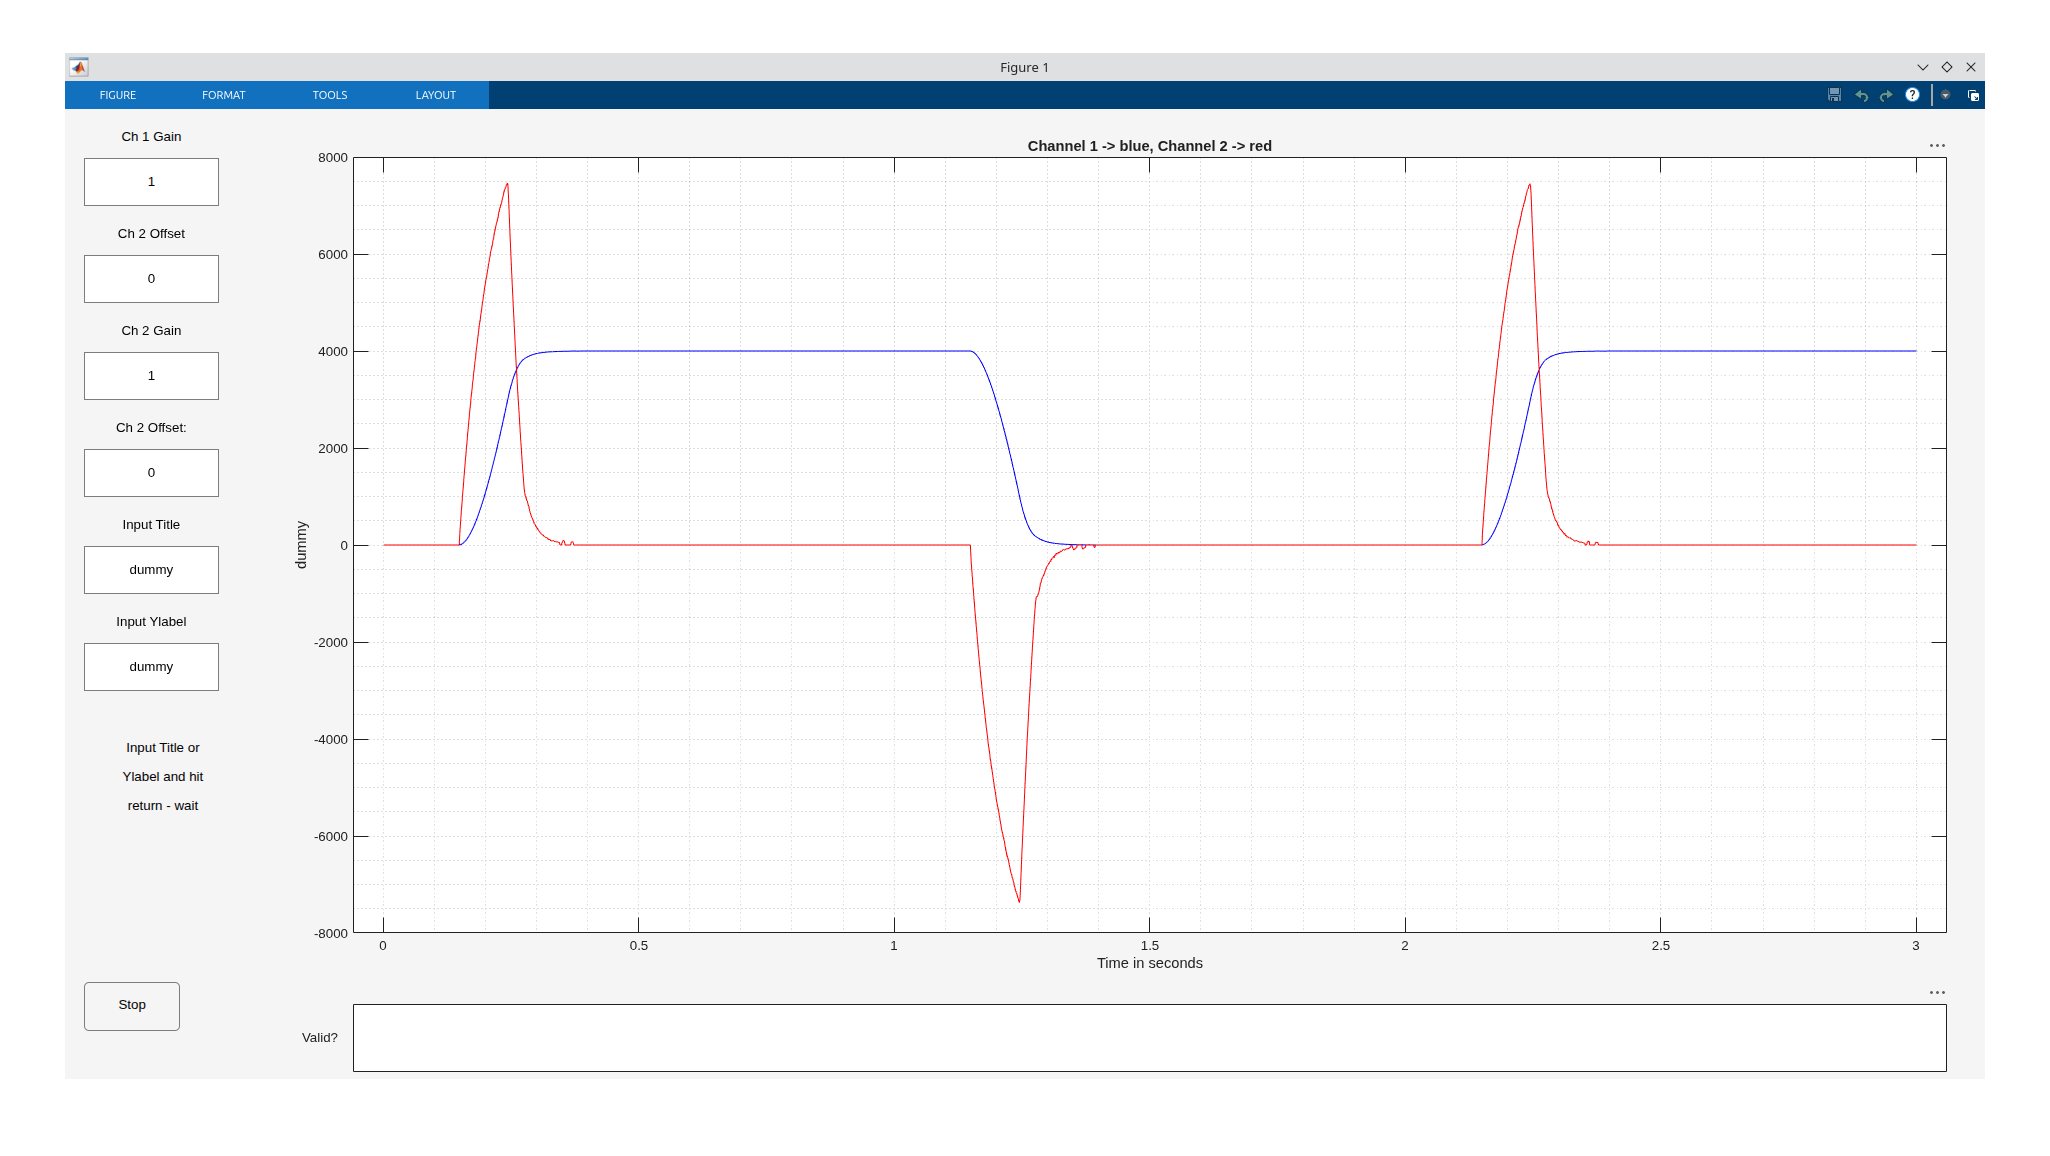 Figure 1
FIGURE
FORMAT
TOOLS
LAYOUT
Ch 1 Gain
1
Ch 2 Offset
0
Ch 2 Gain
1
Ch 2 Offset:
0
Input Title
dummy
Input Ylabel
dummy
Input Title or
Ylabel and hit
return - wait
Stop
Channel 1 -> blue, Channel 2 -> red
8000
6000
4000
2000
0
-2000
-4000
-6000
-8000
dummy
0
0.5
1
1.5
2
2.5
3
Time in seconds
Valid?